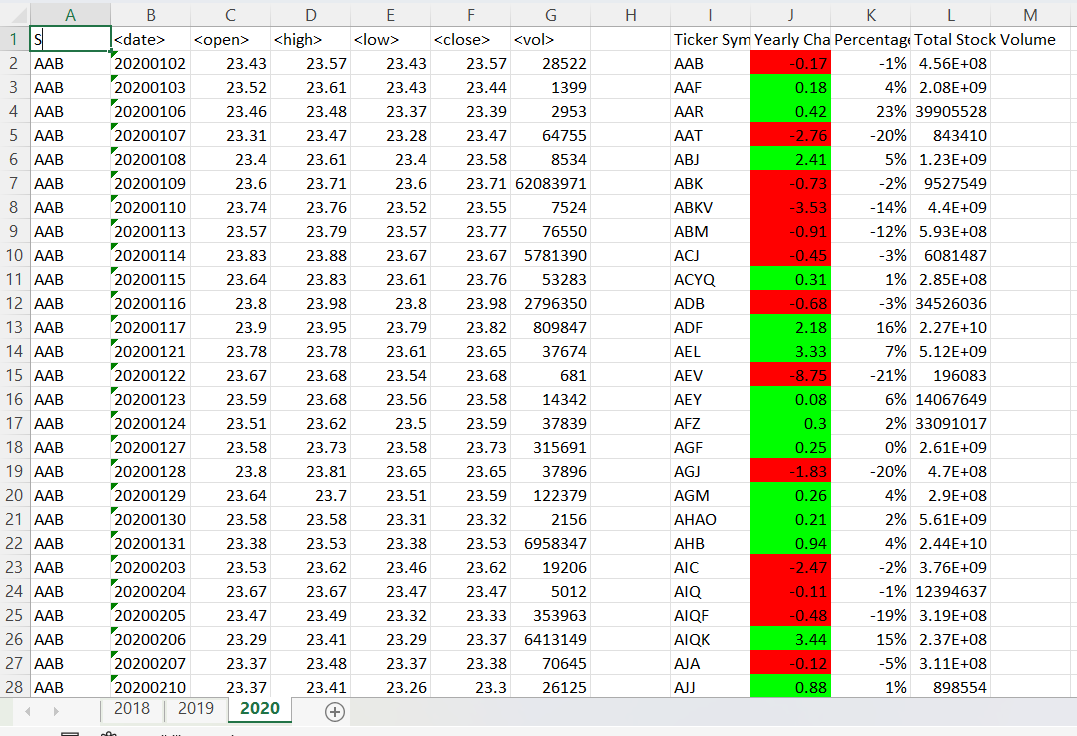 A B C D E F G H I J K L M
1 S <date> <open> <high> <low> <close> <vol> Ticker Sym Yearly Cha Percentage Total Stock Volume
2 AAB 20200102 23.43 23.57 23.43 23.57 28522 AAB -0.17 -1% 4.56E+08
3 AAB 20200103 23.52 23.61 23.43 23.44 1399 AAF 0.18 4% 2.08E+09
4 AAB 20200106 23.46 23.48 23.37 23.39 2953 AAR 0.42 23% 39905528
5 AAB 20200107 23.31 23.47 23.28 23.47 64755 AAT -2.76 -20% 843410
6 AAB 20200108 23.4 23.61 23.4 23.58 8534 ABJ 2.41 5% 1.23E+09
7 AAB 20200109 23.6 23.71 23.6 23.71 62083971 ABK -0.73 -2% 9527549
8 AAB 20200110 23.74 23.76 23.52 23.55 7524 ABKV -3.53 -14% 4.4E+09
9 AAB 20200113 23.57 23.79 23.57 23.77 76550 ABM -0.91 -12% 5.93E+08
10 AAB 20200114 23.83 23.88 23.67 23.67 5781390 ACJ -0.45 -3% 6081487
11 AAB 20200115 23.64 23.83 23.61 23.76 53283 ACYQ 0.31 1% 2.85E+08
12 AAB 20200116 23.8 23.98 23.8 23.98 2796350 ADB -0.68 -3% 34526036
13 AAB 20200117 23.9 23.95 23.79 23.82 809847 ADF 2.18 16% 2.27E+10
14 AAB 20200121 23.78 23.78 23.61 23.65 37674 AEL 3.33 7% 5.12E+09
15 AAB 20200122 23.67 23.68 23.54 23.68 681 AEV -8.75 -21% 196083
16 AAB 20200123 23.59 23.68 23.56 23.58 14342 AEY 0.08 6% 14067649
17 AAB 20200124 23.51 23.62 23.5 23.59 37839 AFZ 0.3 2% 33091017
18 AAB 20200127 23.58 23.73 23.58 23.73 315691 AGF 0.25 0% 2.61E+09
19 AAB 20200128 23.8 23.81 23.65 23.65 37896 AGJ -1.83 -20% 4.7E+08
20 AAB 20200129 23.64 23.7 23.51 23.59 122379 AGM 0.26 4% 2.9E+08
21 AAB 20200130 23.58 23.58 23.31 23.32 2156 AHAO 0.21 2% 5.61E+09
22 AAB 20200131 23.38 23.53 23.38 23.53 6958347 AHB 0.94 4% 2.44E+10
23 AAB 20200203 23.53 23.62 23.46 23.62 19206 AIC -2.47 -2% 3.76E+09
24 AAB 20200204 23.67 23.67 23.47 23.47 5012 AIQ -0.11 -1% 12394637
25 AAB 20200205 23.47 23.49 23.32 23.33 353963 AIQF -0.48 -19% 3.19E+08
26 AAB 20200206 23.29 23.41 23.29 23.37 6413149 AIQK 3.44 15% 2.37E+08
27 AAB 20200207 23.37 23.48 23.37 23.38 70645 AJA -0.12 -5% 3.11E+08
28 AAB 20200210 23.37 23.41 23.26 23.3 26125 AJJ 0.88 1% 898554
2018 2019 2020